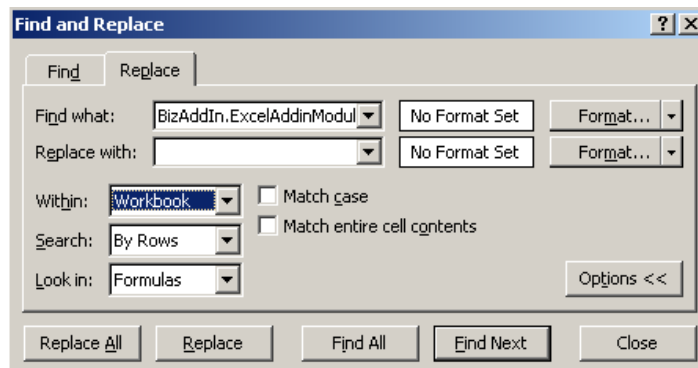 Find and Replace
Find Replace
Find what: BizAddIn.ExcelAddinModul No Format Set Format...
Replace with: No Format Set Format...
Within: Workbook Match case
Search: By Rows Match entire cell contents
Look in: Formulas Options <<
Replace All Replace Find All Find Next Close